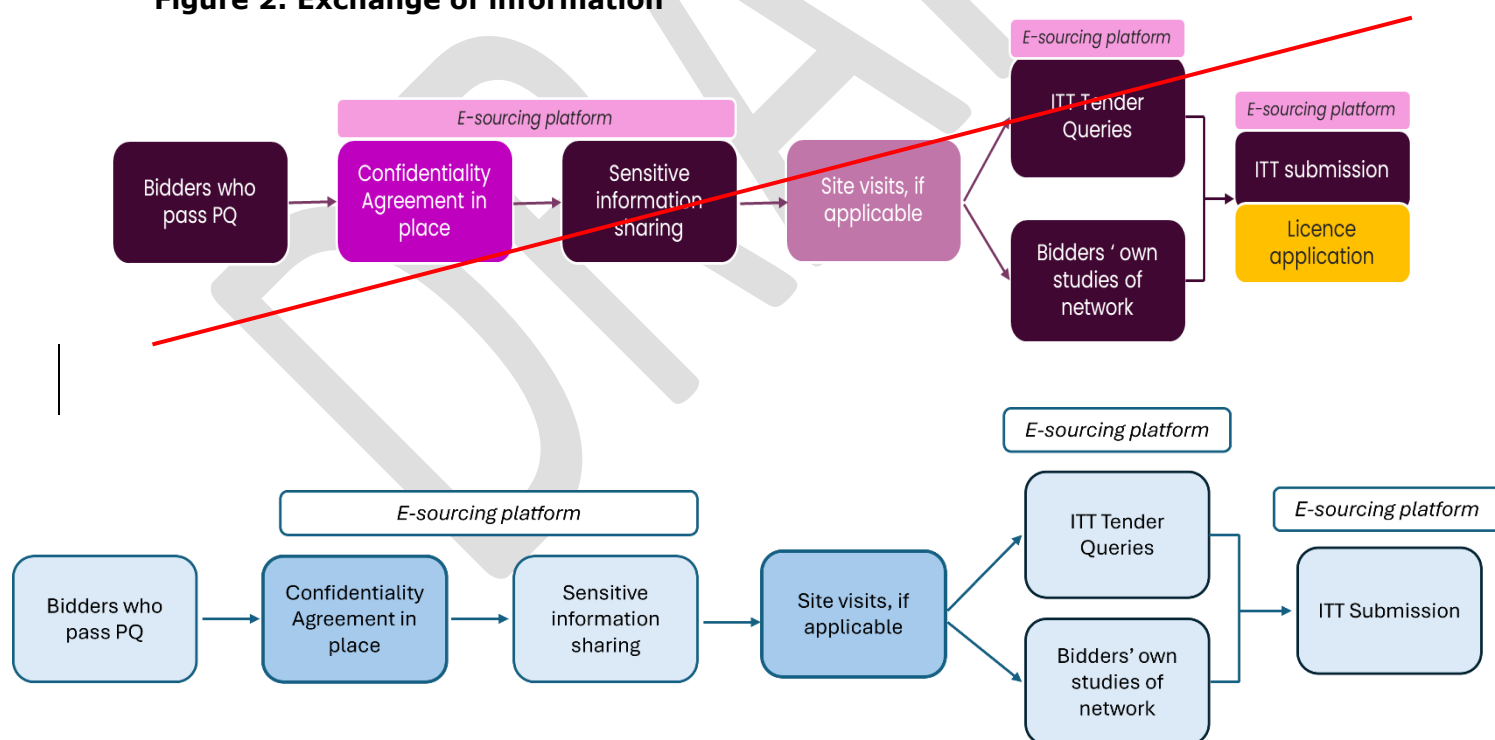 Figure 2: Exchange of information
E-sourcing platform
E-sourcing platform
E-sourcing platform
Bidders who
pass PQ
Confidentiality
Agreement in
place
Sensitive
information
sharing
Site visits, if
applicable
ITT Tender
Queries
Bidders ‘ own
studies of
network
ITT submission
Licence
application
DRA
E-sourcing platform
E-sourcing platform
E-sourcing platform
Bidders who
pass PQ
Confidentiality
Agreement in
place
Sensitive
information
sharing
Site visits, if
applicable
ITT Tender
Queries
Bidders’ own
studies of
network
ITT Submission